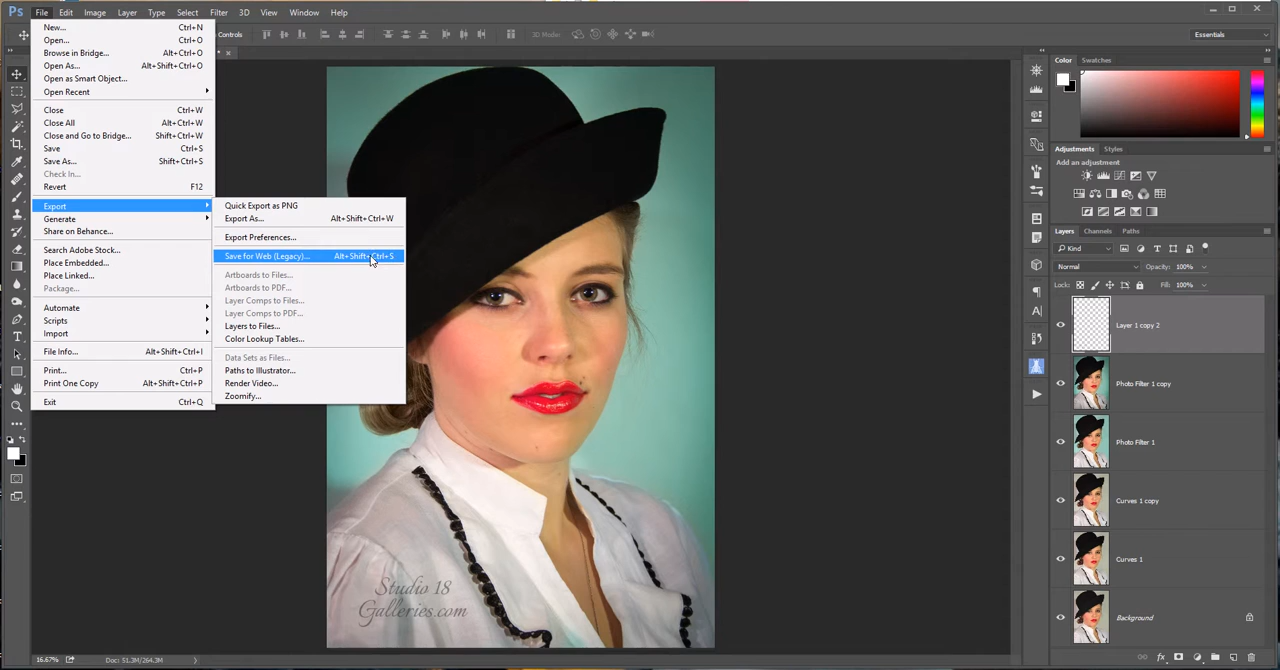 Ps File Edit Image Layer Type Select Filter 3D View Window Help
Controls 3D Mode: Essentials
New... Ctrl+N
Open... Ctrl+O
Browse in Bridge... Alt+Ctrl+O
Open As... Alt+Shift+Ctrl+O
Open as Smart Object...
Open Recent
Close Ctrl+W
Close All Alt+Ctrl+W
Close and Go to Bridge... Shift+Ctrl+W
Save Ctrl+S
Save As... Shift+Ctrl+S
Check In...
Revert F12
Export
Generate
Share on Behance...
Search Adobe Stock...
Place Embedded...
Place Linked...
Package...
Automate
Scripts
Import
File Info... Alt+Shift+Ctrl+I
Print... Ctrl+P
Print One Copy Alt+Shift+Ctrl+P
Exit Ctrl+Q
Quick Export as PNG
Export As... Alt+Shift+Ctrl+W
Export Preferences...
Save for Web (Legacy)... Alt+Shift+Ctrl+S
Artboards to Files...
Artboards to PDF...
Layer Comps to Files...
Layer Comps to PDF...
Layers to Files...
Color Lookup Tables...
Data Sets as Files...
Paths to Illustrator...
Render Video...
Zoomify...
Studio 18
Galleries.com
Color Swatches
Adjustments Styles
Add an adjustment
Layers Channels Paths
Kind
Normal Opacity: 100%
Lock: Fill: 100%
Layer 1 copy 2
Photo Filter 1 copy
Photo Filter 1
Curves 1 copy
Curves 1
Background
16.67% Doc: 51.3M/264.3M